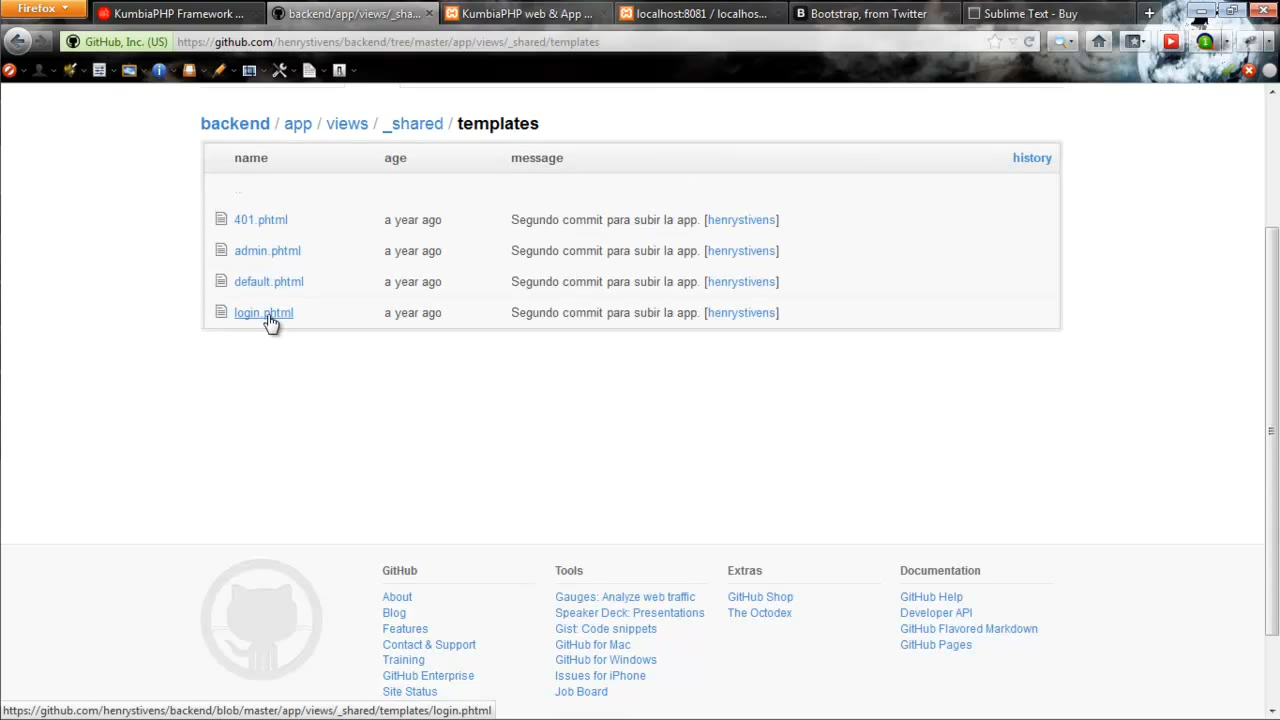 Firefox
KumbiaPHP Framework ...
backend/app/views/_sha...
KumbiaPHP web & App ...
localhost:8081 / localhos...
Bootstrap, from Twitter
Sublime Text - Buy
GitHub, Inc. (US)
https://github.com/henrystivens/backend/tree/master/app/views/_shared/templates
backend / app / views / _shared / templates
name age message history
..
401.phtml a year ago Segundo commit para subir la app. [henrystivens]
admin.phtml a year ago Segundo commit para subir la app. [henrystivens]
default.phtml a year ago Segundo commit para subir la app. [henrystivens]
login.phtml a year ago Segundo commit para subir la app. [henrystivens]
GitHub Tools Extras Documentation
About Gauges: Analyze web traffic GitHub Shop GitHub Help
Blog Speaker Deck: Presentations The Octodex Developer API
Features Gist: Code snippets GitHub Flavored Markdown
Contact & Support GitHub for Mac GitHub Pages
Training GitHub for Windows
GitHub Enterprise Issues for iPhone
Site Status Job Board
https://github.com/henrystivens/backend/blob/master/app/views/_shared/templates/login.phtml